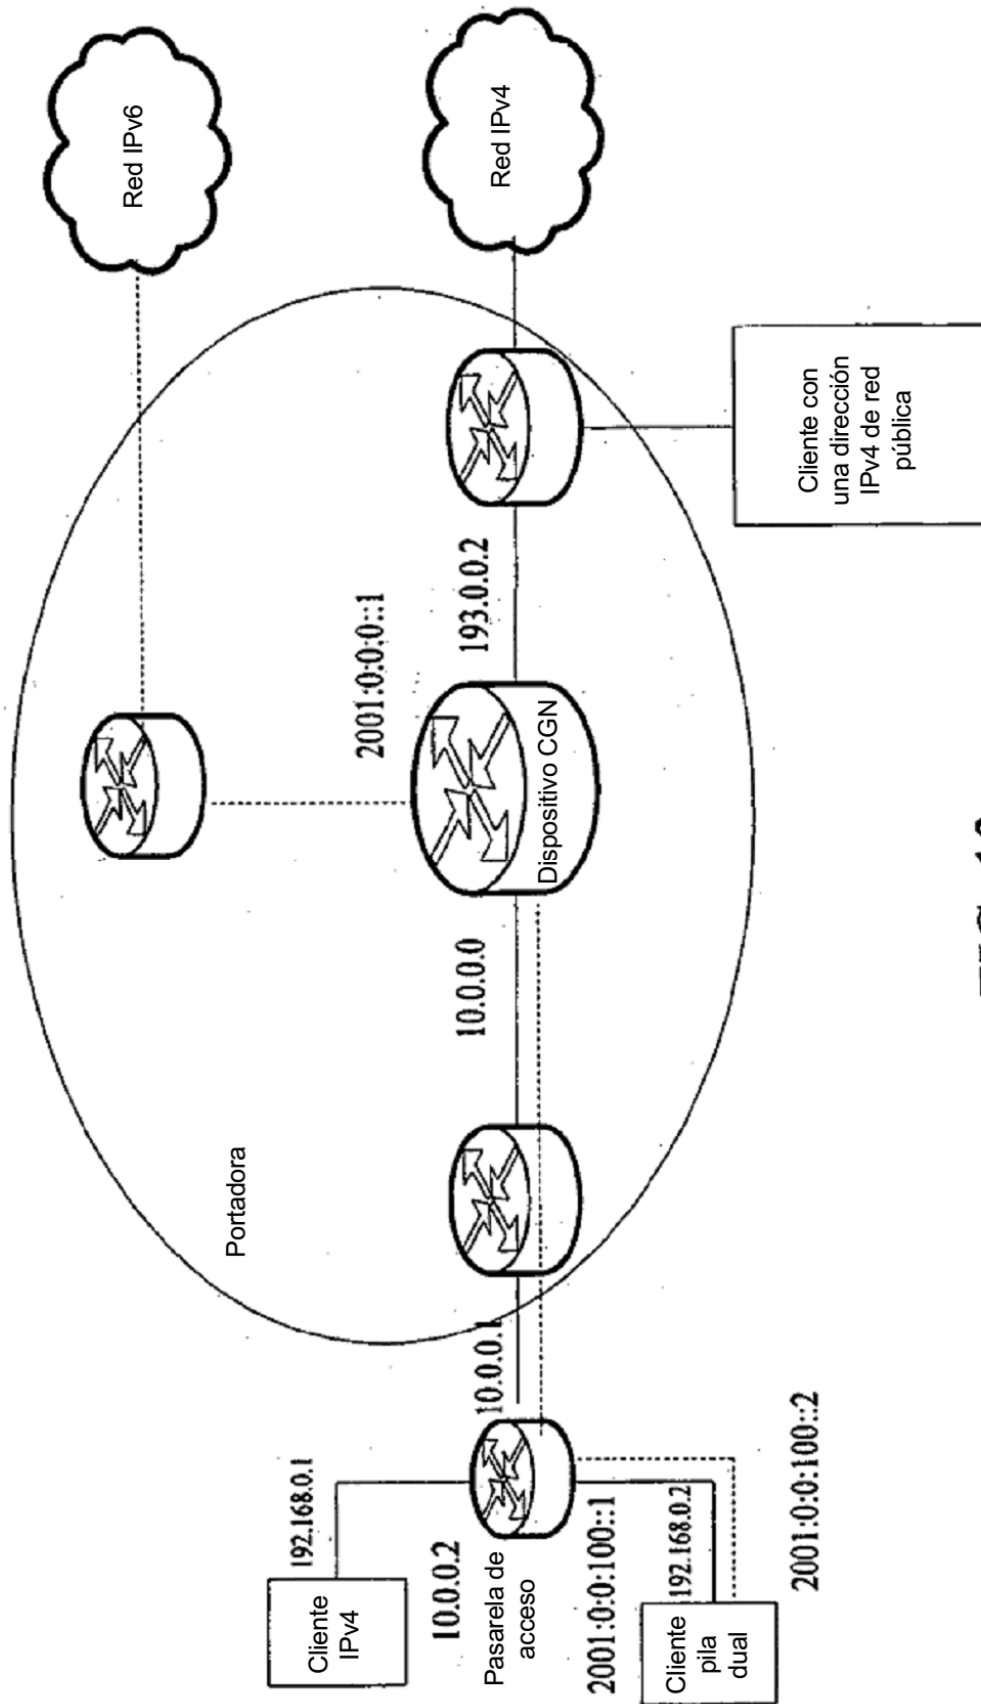 Red IPv6
Red IPv4
Portadora
2001:0:0:0::1
193.0.0.2
Dispositivo CGN
10.0.0.0
10.0.0.1
Cliente con
una dirección
IPv4 de red
pública
192.168.0.1
Cliente
IPv4
10.0.0.2
Pasarela de
acceso
2001:0:0:100::1
192.168.0.2
Cliente
pila
dual
2001:0:0:100::2